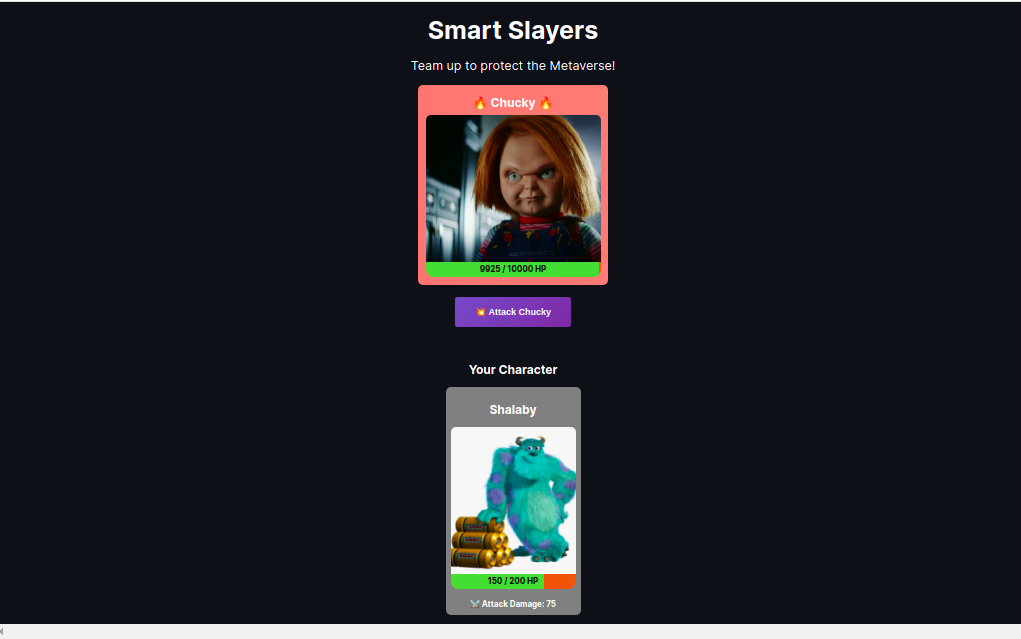 Smart Slayers
Team up to protect the Metaverse!
🔥 Chucky 🔥
9925 / 10000 HP
💥 Attack Chucky
Your Character
Shalaby
150 / 200 HP
⚔️ Attack Damage: 75